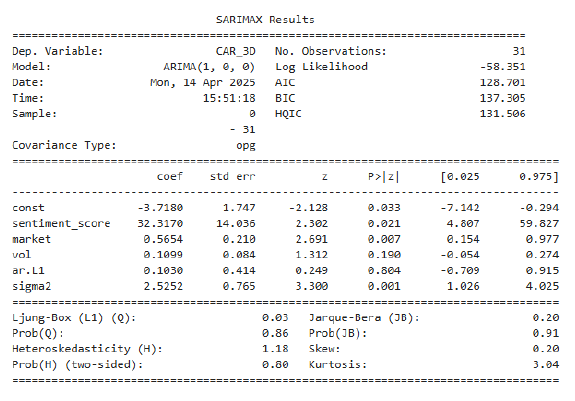 SARIMAX Results
==============================================================================
Dep. Variable: CAR_3D No. Observations: 31
Model: ARIMA(1, 0, 0) Log Likelihood -58.351
Date: Mon, 14 Apr 2025 AIC 128.701
Time: 15:51:18 BIC 137.305
Sample: 0 HQIC 131.506
- 31
Covariance Type: opg
==============================================================================
coef std err z P>|z| [0.025 0.975]
------------------------------------------------------------------------------
const -3.7180 1.747 -2.128 0.033 -7.142 -0.294
sentiment_score 32.3170 14.036 2.302 0.021 4.807 59.827
market 0.5654 0.210 2.691 0.007 0.154 0.977
vol 0.1099 0.084 1.312 0.190 -0.054 0.274
ar.L1 0.1030 0.414 0.249 0.804 -0.709 0.915
sigma2 2.5252 0.765 3.300 0.001 1.026 4.025
==============================================================================
Ljung-Box (L1) (Q): 0.03 Jarque-Bera (JB): 0.20
Prob(Q): 0.86 Prob(JB): 0.91
Heteroskedasticity (H): 1.18 Skew: 0.20
Prob(H) (two-sided): 0.80 Kurtosis: 3.04
==============================================================================